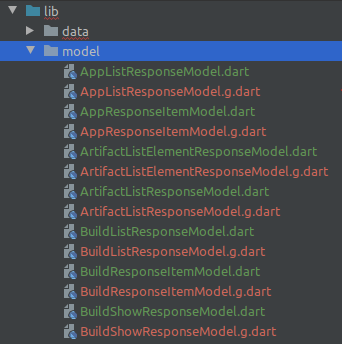 lib
data
model
AppListResponseModel.dart
AppListResponseModel.g.dart
AppResponseItemModel.dart
AppResponseItemModel.g.dart
ArtifactListElementResponseModel.dart
ArtifactListElementResponseModel.g.dart
ArtifactListResponseModel.dart
ArtifactListResponseModel.g.dart
BuildListResponseModel.dart
BuildListResponseModel.g.dart
BuildResponseItemModel.dart
BuildResponseItemModel.g.dart
BuildShowResponseModel.dart
BuildShowResponseModel.g.dart